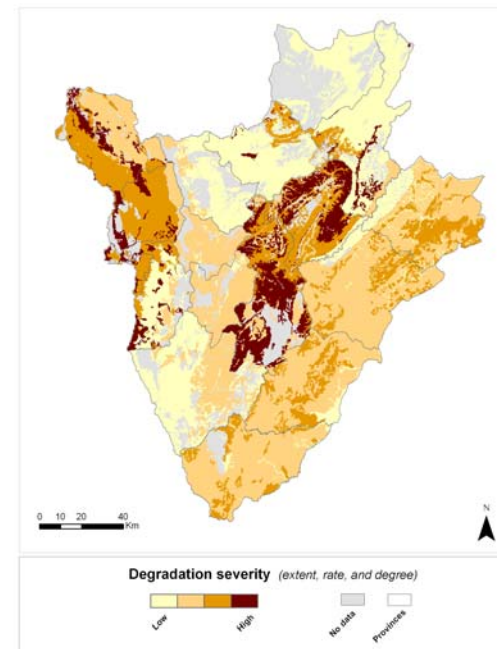 0 10 20 40
Km
N
Degradation severity (extent, rate, and degree)
Low
High
No data
Provinces